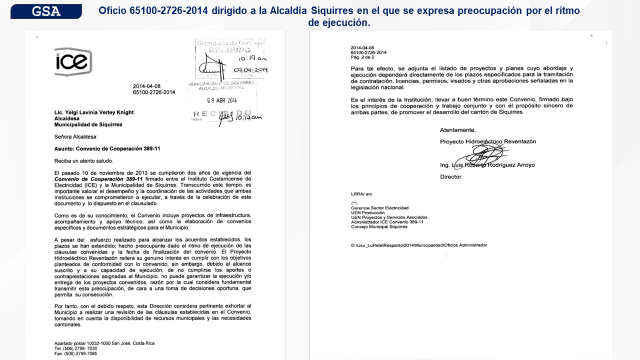 GSA
Oficio 65100-2726-2014 dirigido a la Alcaldía Siquirres en el que se expresa preocupación por el ritmo
de ejecución.
ice
RECIBIDO
10:19 am
2014-04-08
65100-2726-2014
MUNICIPALIDAD DE SIQUIRRES
09 ABR 2014
Lic. Yelgi Lavinia Verley Knight
Alcaldesa
Municipalidad de Siquirres
Señora Alcaldesa:
Asunto: Convenio de Cooperación 389-11
Reciba un atento saludo.
El pasado 10 de noviembre de 2013 se cumplieron dos años de vigencia del
Convenio de Cooperación 389-11 firmado entre el Instituto Costarricense de
Electricidad (ICE) y la Municipalidad de Siquirres. Transcurrido este tiempo, es
importante valorar el desempeño y la coordinación de las actividades que ambas
Instituciones se comprometieron a ejecutar, a través de la celebración de este
documento y lo dispuesto en el clausulado.
Como es de su conocimiento, el Convenio incluye proyectos de infraestructura,
acompañamiento y apoyo técnico, así como la elaboración de convenios
específicos y documentos estratégicos para el Municipio.
A pesar del esfuerzo realizado para alcanzar los acuerdos establecidos, los
plazos se han extendido; hecho preocupante dado el ritmo de ejecución de las
cláusulas convenidas y la fecha de finalización del convenio. El Proyecto
Hidroeléctrico Reventazón reitera su genuino interés en cumplir con los objetivos
planteados de conformidad con el convenio; sin embargo, debido al alcance
suscrito y a su capacidad de ejecución, de no cumplirse los aportes o
contraprestaciones asignadas al Municipio, no puede garantizar la ejecución y/o
entrega de los proyectos convenidos, razón por la cual considera fundamental
transmitir esta preocupación, de cara a una toma de decisiones oportuna, que
permita su consecución.
Por tanto, con el debido respeto, esta Dirección considera pertinente exhortar al
Municipio a realizar una revisión de las cláusulas establecidas en el Convenio,
tomando en cuenta la disponibilidad de recursos municipales y las necesidades
cantonales.
Apartado postal 10032-1000 San José, Costa Rica
2014-04-08
65100-2726-2014
Pág. 2 de 2
Para tal efecto, se adjunta el listado de proyectos y planes cuyo abordaje y
ejecución dependerá directamente de los plazos especificados para la tramitación
de contratación, licencias, permisos, visados y otros aprobaciones señaladas en la
legislación nacional.
Es el interés de la Institución, llevar a buen término este Convenio, firmado bajo
los principios de cooperación y trabajo conjunto y con el propósito sincero de
ambas partes, de promover el desarrollo del cantón de Siquirres.
Atentamente,
Proyecto Hidroeléctrico Reventazón
Ing. Luis Roberto Rodríguez Arroyo
Director
LRRA/ arc
Gerencia Sector Electricidad
UEN Producción
UEN Proyectos y Servicios Asociados
Administrador ICE Convenio 389-11
Concejo Municipal Siquirres